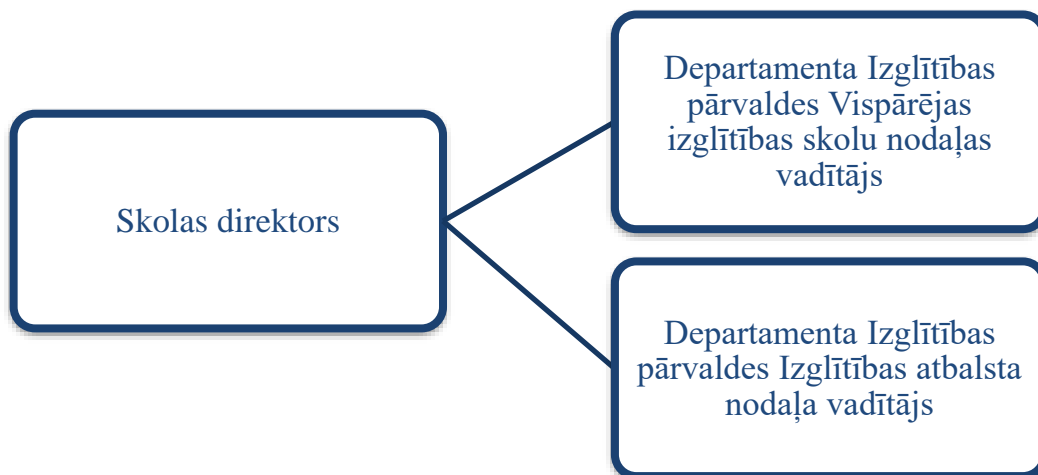 Skolas direktors
Departamenta Izglītības
pārvaldes Vispārējas
izglītības skolu nodaļas
vadītājs
Departamenta Izglītības
pārvaldes Izglītības atbalsta
nodaļa vadītājs